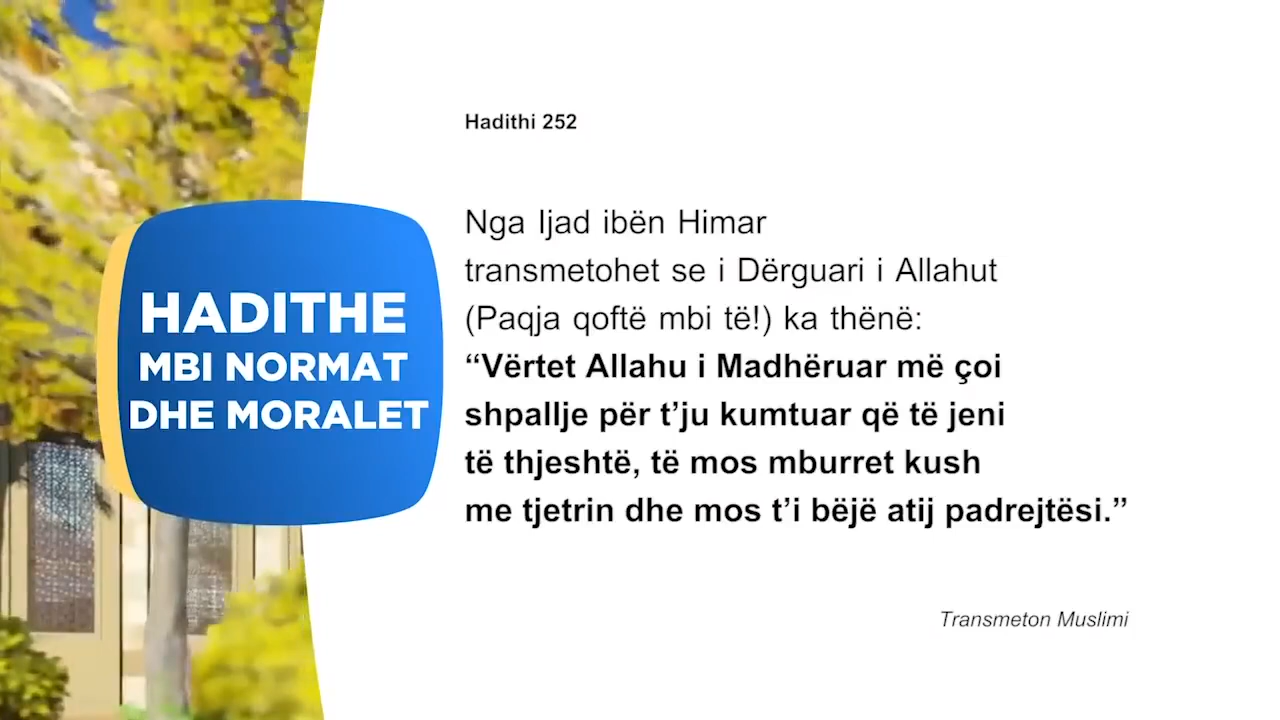 HADITHE
MBI NORMAT
DHE MORALET
Hadithi 252
Nga Ijad ibën Himar
transmetohet se i Dërguari i Allahut
(Paqja qoftë mbi të!) ka thënë:
“Vërtet Allahu i Madhëruar më çoi
shpallje për t’ju kumtuar që të jeni
të thjeshtë, të mos mburret kush
me tjetrin dhe mos t’i bëjë atij padrejtësi.”
Transmeton Muslimi